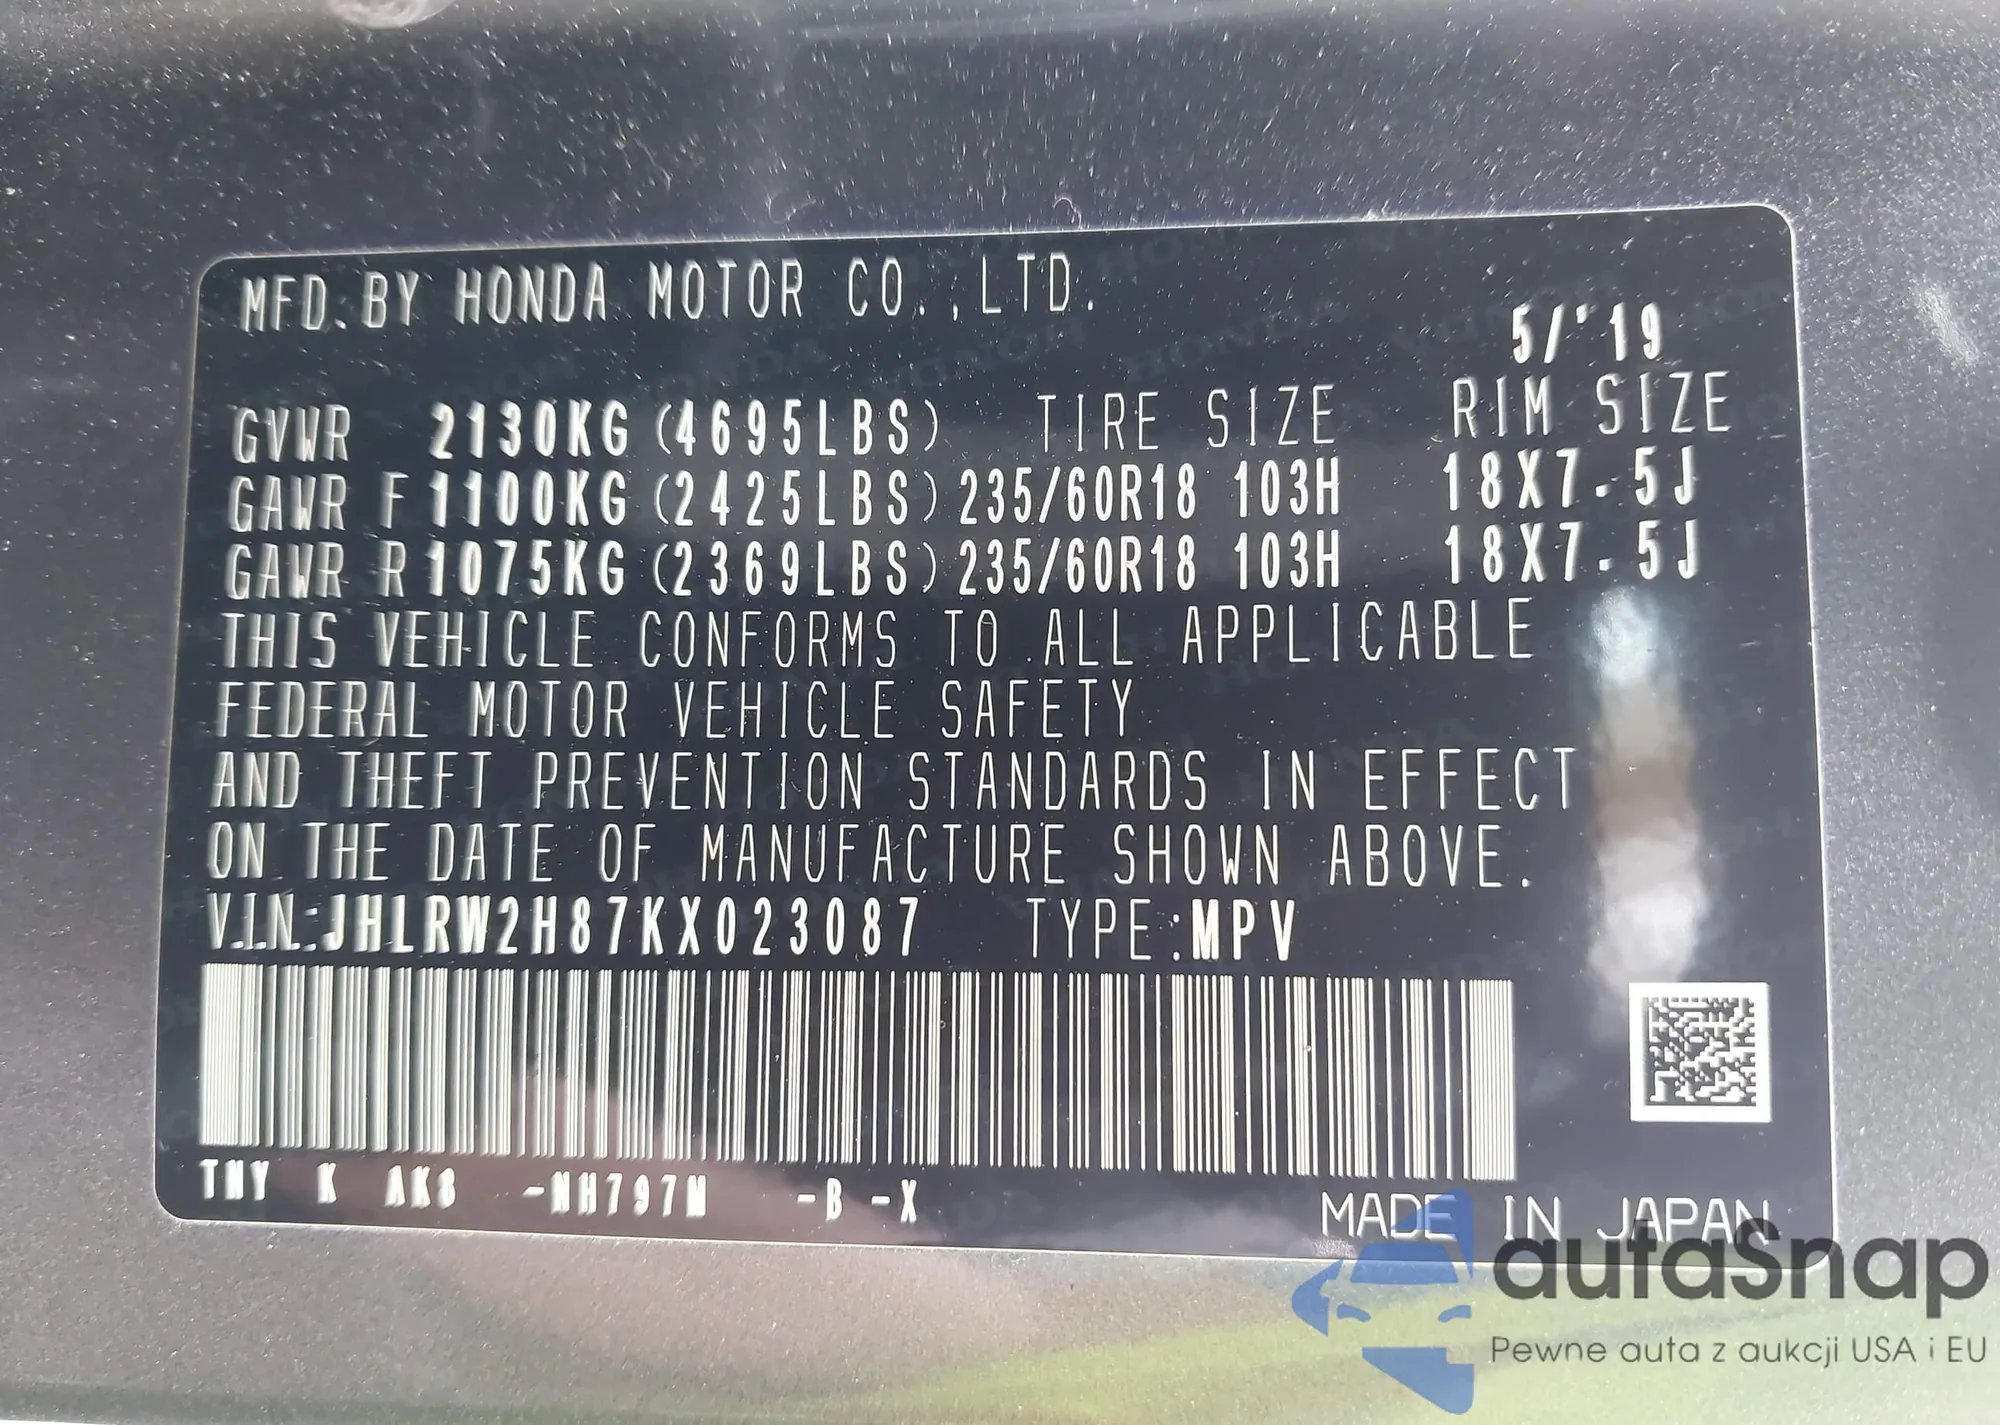 MFD. BY HONDA MOTOR CO., LTD.
5/'19
GVWR 2130KG (4695LBS) TIRE SIZE RIM SIZE
GAWR F 1100KG (2425LBS) 235/60R18 103H 18X7.5J
GAWR R 1075KG (2369LBS) 235/60R18 103H 18X7.5J
THIS VEHICLE CONFORMS TO ALL APPLICABLE
FEDERAL MOTOR VEHICLE SAFETY
AND THEFT PREVENTION STANDARDS IN EFFECT
ON THE DATE OF MANUFACTURE SHOWN ABOVE.
V.I.N.:JHLRW2H87KX023087 TYPE:MPV
TNY K AK8 -NH797M -B -X
MADE IN JAPAN
autaSnap
Pewne auta z aukcji USA i EU